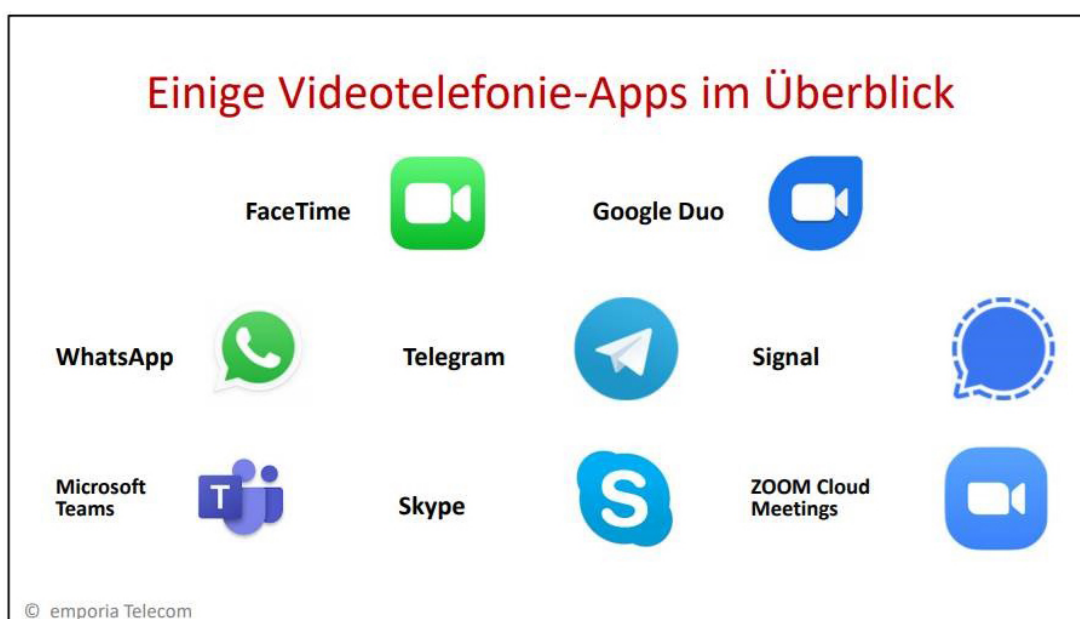 Einige Videotelefonie-Apps im Überblick
FaceTime
Google Duo
WhatsApp
Telegram
Signal
Microsoft
Teams
T
Skype
S
ZOOM Cloud
Meetings
© emporia Telecom